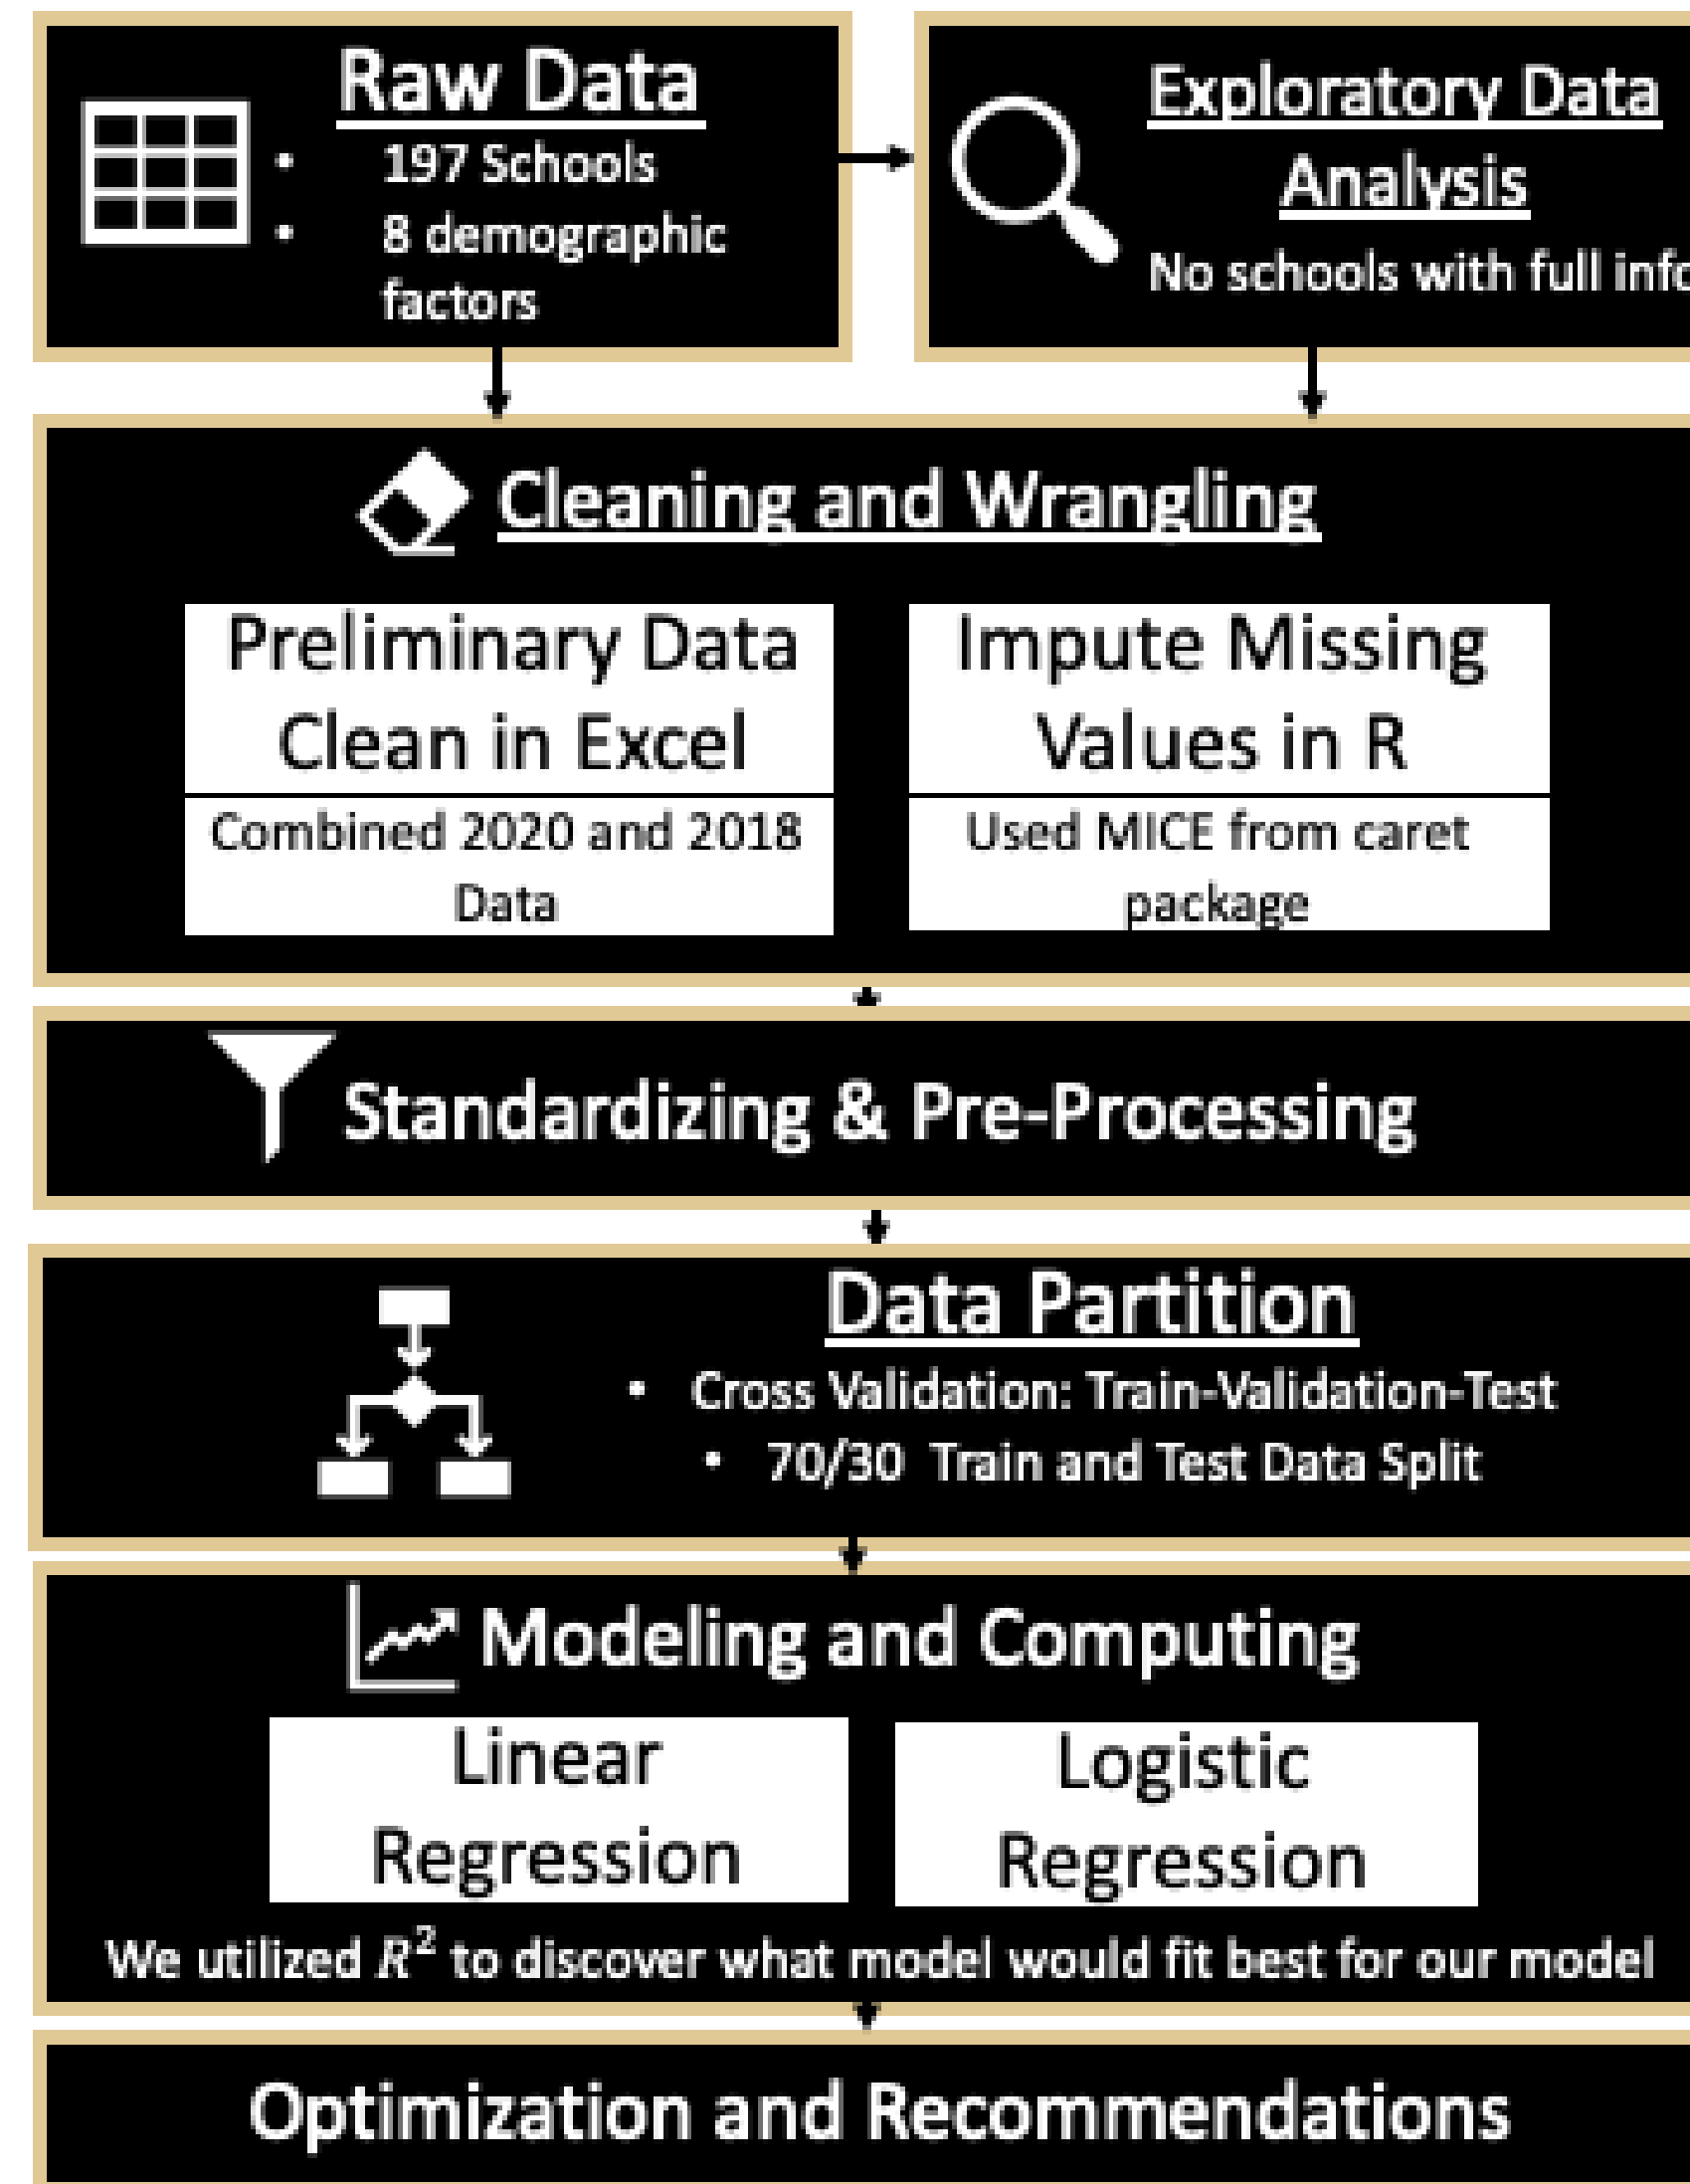 Raw Data
• 197 Schools
• 8 demographic
factors
Exploratory Data
Analysis
No schools with full info
Cleaning and Wrangling
Preliminary Data
Clean in Excel
Combined 2020 and 2018
Data
Impute Missing
Values in R
Used MICE from caret
package
Standardizing & Pre-Processing
Data Partition
• Cross Validation: Train-Validation-Test
• 70/30 Train and Test Data Split
Modeling and Computing
Linear
Regression
Logistic
Regression
We utilized R² to discover what model would fit best for our model
Optimization and Recommendations